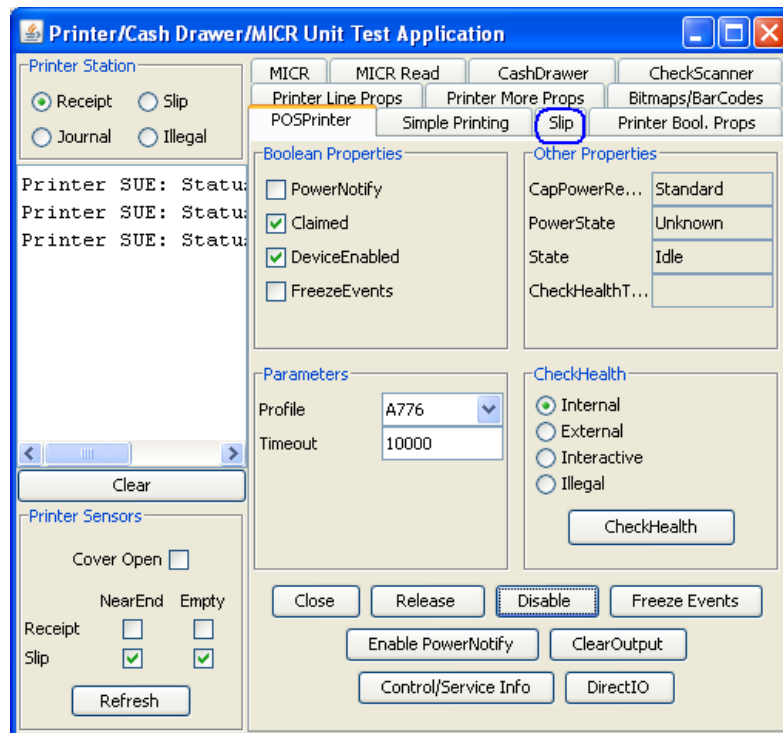 Printer/Cash Drawer/MICR Unit Test Application
Printer Station
Receipt Slip
Journal Illegal
Printer SUE: Statu
Printer SUE: Statu
Printer SUE: Statu
Clear
Printer Sensors
Cover Open
NearEnd Empty
Receipt
Slip
Refresh
MICR MICR Read CashDrawer CheckScanner
Printer Line Props Printer More Props Bitmaps/BarCodes
POSPrinter Simple Printing Slip Printer Bool. Props
Boolean Properties
PowerNotify
Claimed
DeviceEnabled
FreezeEvents
Other Properties
CapPowerRe... Standard
PowerState Unknown
State Idle
CheckHealthT...
Parameters
Profile A776
Timeout 10000
CheckHealth
Internal
External
Interactive
Illegal
CheckHealth
Close Release Disable Freeze Events
Enable PowerNotify ClearOutput
Control/Service Info DirectIO